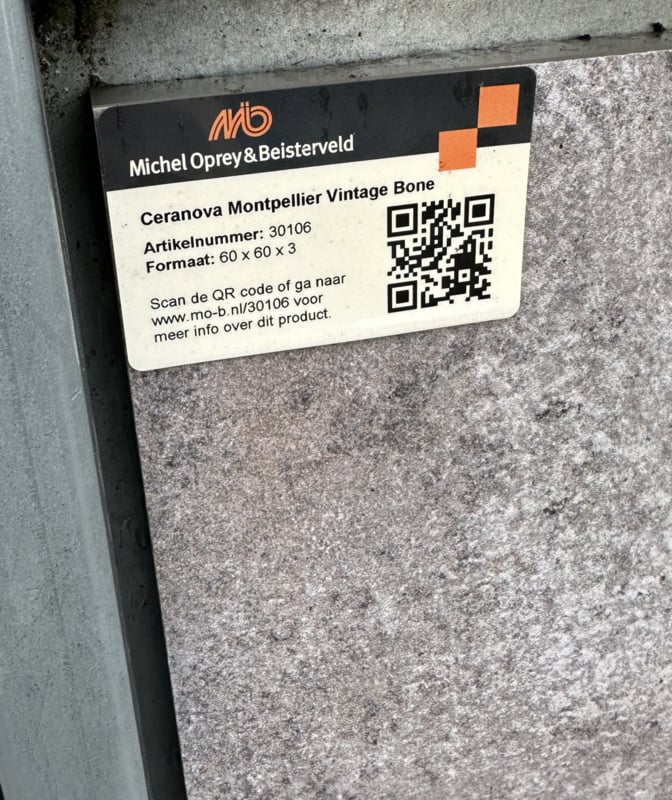 MÖB
Michel Oprey & Beisterveld
Ceranova Montpellier Vintage Bone
Artikelnummer: 30106
Formaat: 60 x 60 x 3
Scan de QR code of ga naar
www.mo-b.nl/30106 voor
meer info over dit product.